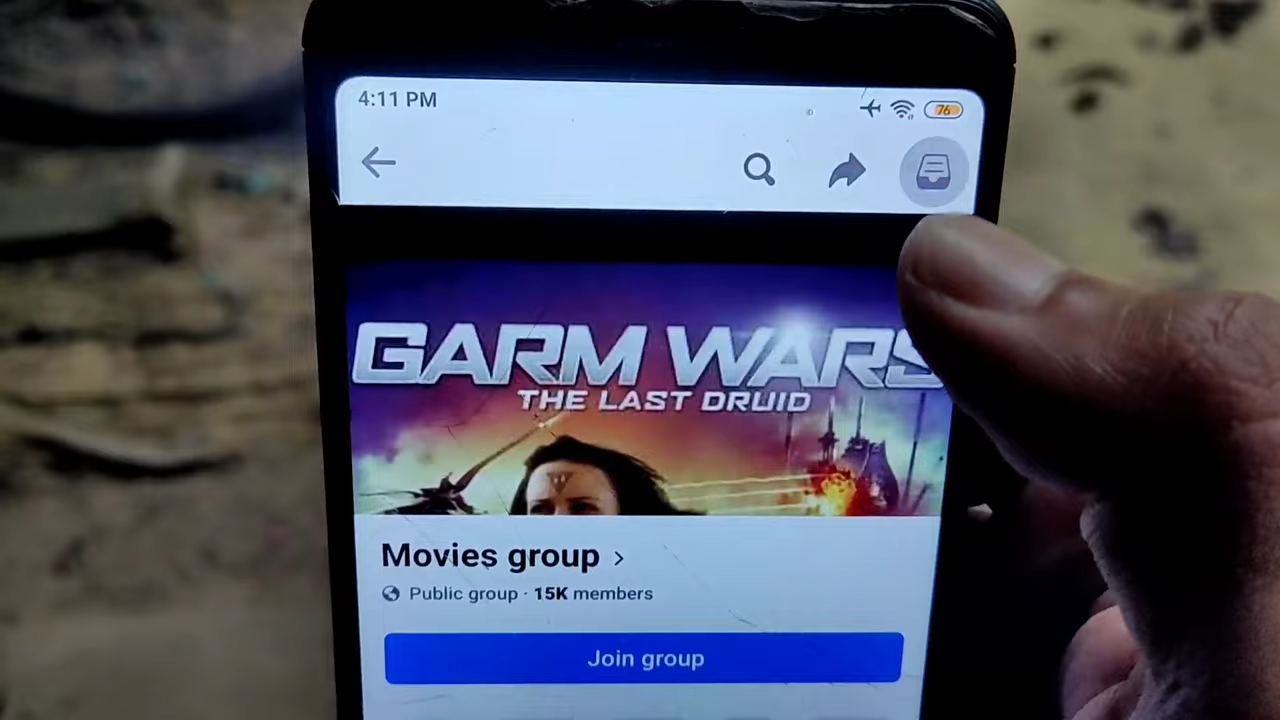 4:11 PM
76
GARM WARS
THE LAST DRUID
Movies group >
Public group · 15K members
Join group